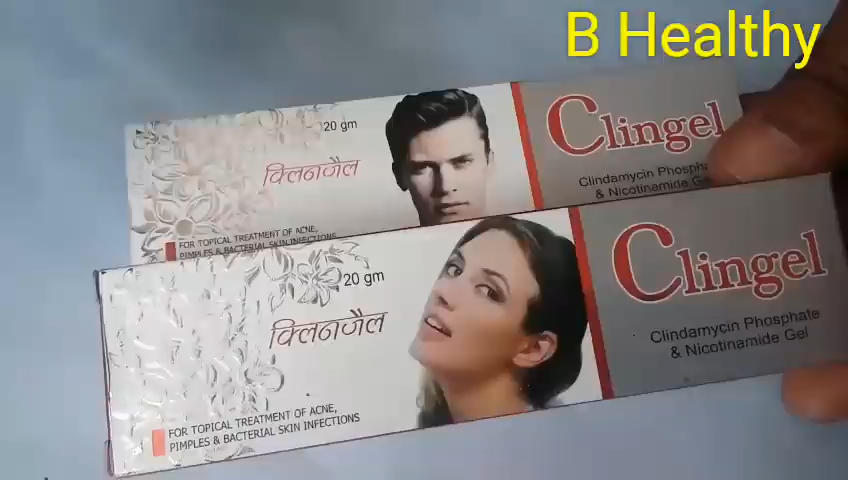 B Healthy
20 gm
क्लिनजैल
FOR TOPICAL TREATMENT OF ACNE,
PIMPLES & BACTERIAL SKIN INFECTIONS
Clingel
Clindamycin Phosphate
& Nicotinamide
20 gm
क्लिनजैल
FOR TOPICAL TREATMENT OF ACNE,
PIMPLES & BACTERIAL SKIN INFECTIONS
Clingel
Clindamycin Phosphate
& Nicotinamide Gel